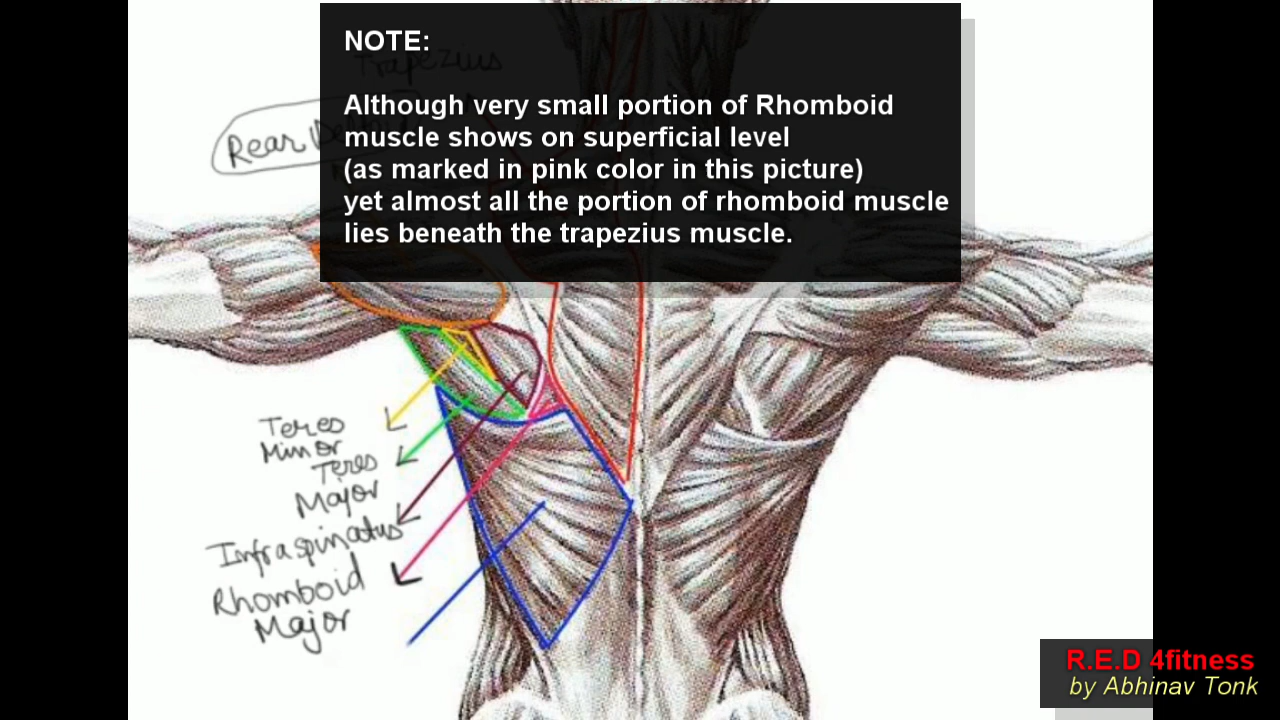 NOTE:
Trapezius
Although very small portion of Rhomboid
muscle shows on superficial level
(as marked in pink color in this picture)
yet almost all the portion of rhomboid muscle
lies beneath the trapezius muscle.
Rear
Teres
Minor
Teres
Major
Infraspinatus
Rhomboid
Major
R.E.D 4fitness
by Abhinav Tonk